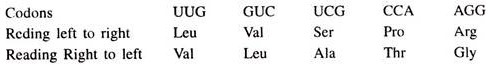 Codons UUG GUC UCG CCA AGG
Rcding left to right Leu Val Ser Pro Arg
Reading Right to left Val Leu Ala Thr Gly